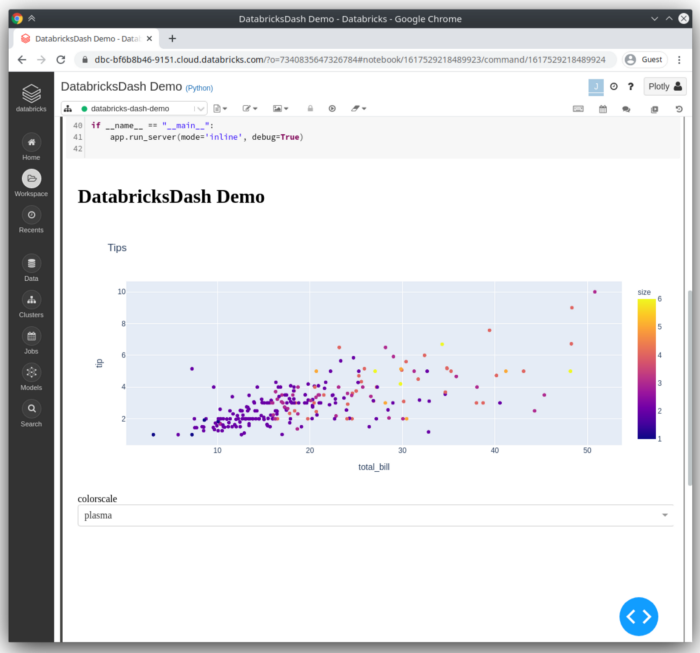 DatabricksDash Demo - Databricks - Google Chrome
DatabricksDash Demo - Data
dbc-bf6b8b46-9151.cloud.databricks.com/?o=7340835647326784#notebook/1617529218489923/command/1617529218489924
Guest
databricks
DatabricksDash Demo (Python)
J
?
Plotly
databricks-dash-demo
Home
Workspace
Recents
Data
Clusters
Jobs
Models
Search
40 if __name__ == "__main__":
41 app.run_server(mode='inline', debug=True)
42
DatabricksDash Demo
Tips
10
8
6
4
2
tip
10 20 30 40 50
total_bill
size
6
5
4
3
2
1
colorscale
plasma